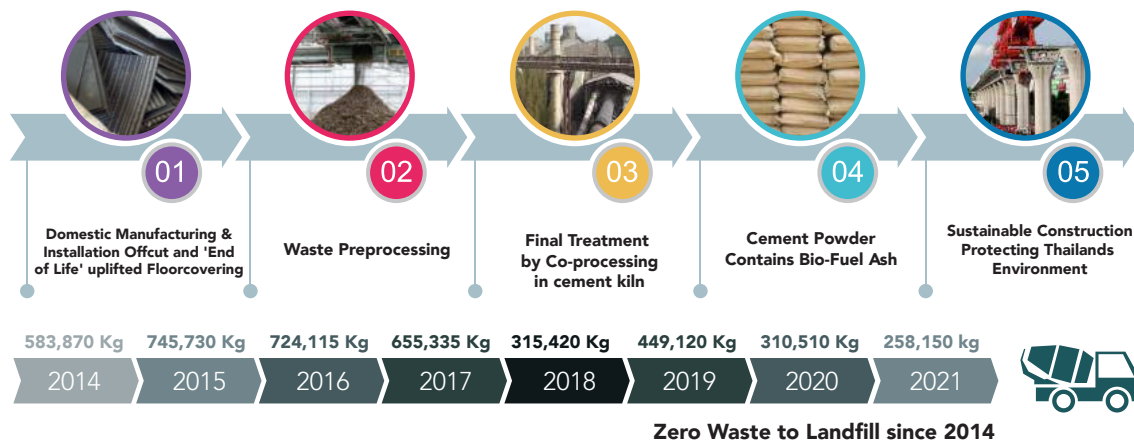 01
02
03
04
05
Domestic Manufacturing &
Installation Offcut and 'End
of Life' uplifted Floorcovering
Waste Preprocessing
Final Treatment
by Co-processing
in cement kiln
Cement Powder
Contains Bio-Fuel Ash
Sustainable Construction
Protecting Thailands
Environment
583,870 Kg
745,730 Kg
724,115 Kg
655,335 Kg
315,420 kg
449,120 Kg
310,510 Kg
258,150 kg
2014
2015
2016
2017
2018
2019
2020
2021
Zero Waste to Landfill since 2014